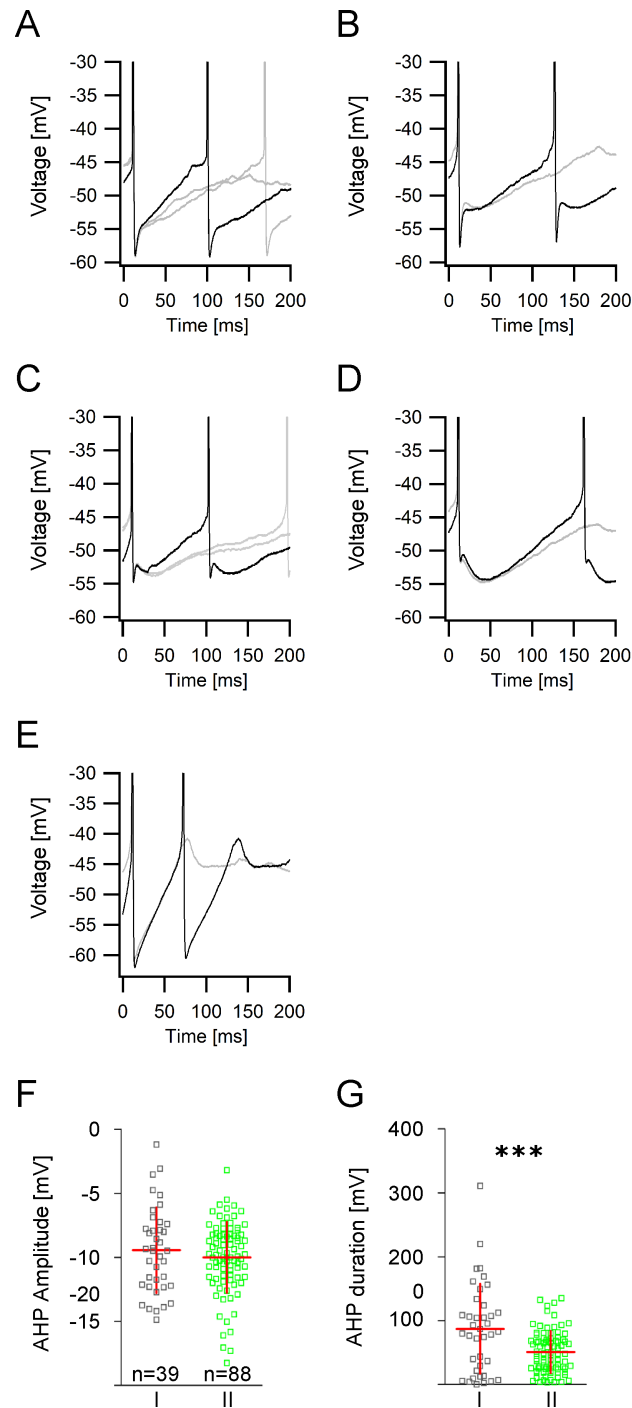 A
-30
-35
-40
-45
-50
-55
-60
Voltage [mV]
0 50 100 150 200
Time [ms]
B
-30
-35
-40
-45
-50
-55
-60
Voltage [mV]
0 50 100 150 200
Time [ms]
C
-30
-35
-40
-45
-50
-55
-60
Voltage [mV]
0 50 100 150 200
Time [ms]
D
-30
-35
-40
-45
-50
-55
-60
Voltage [mV]
0 50 100 150 200
Time [ms]
E
-30
-35
-40
-45
-50
-55
-60
Voltage [mV]
0 50 100 150 200
Time [ms]
F
0
-5
-10
-20
-15
AHP Amplitude [mV]
n=39 n=88
I II
G
400
300
200
0
100
AHP duration [mV]
***
I II